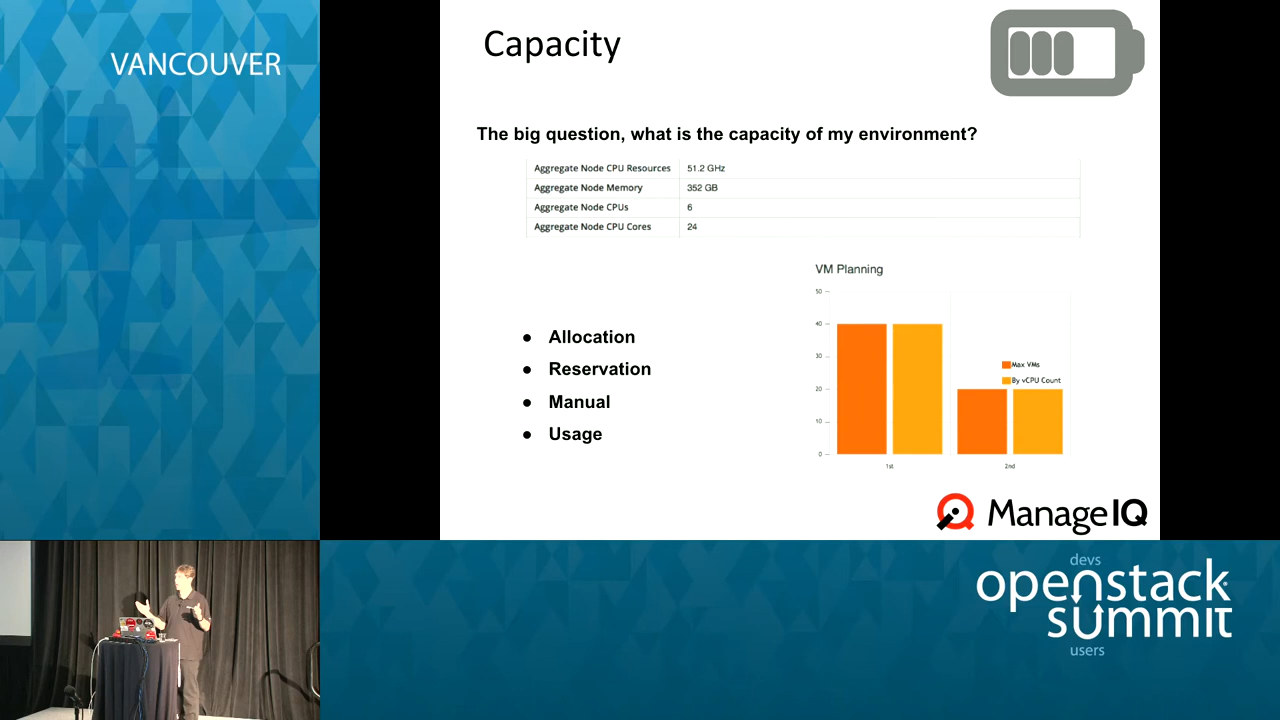 VANCOUVER
Capacity
The big question, what is the capacity of my environment?
Aggregate Node CPU Resources 51.2 GHz
Aggregate Node Memory 352 GB
Aggregate Node CPUs 6
Aggregate Node CPU Cores 24
VM Planning
50
40
30
20
10
0
Max VMs
By vCPU Count
1st
2nd
● Allocation
● Reservation
● Manual
● Usage
ManageIQ
devs
openstack
summit
users